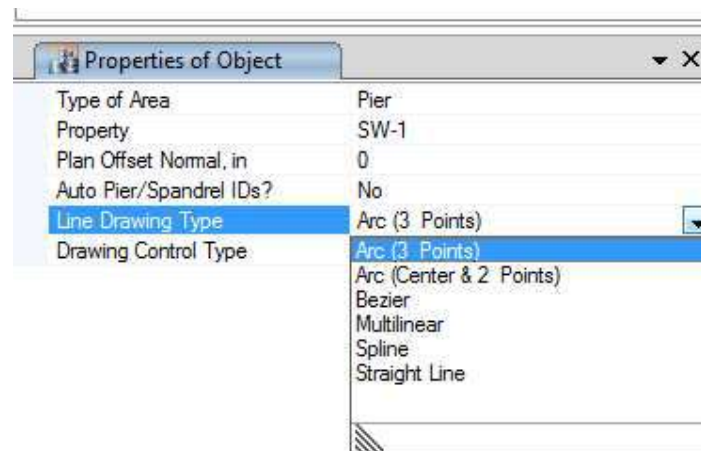 Properties of Object
Type of Area Pier
Property SW-1
Plan Offset Normal, in 0
Auto Pier/Spandrel IDs? No
Line Drawing Type Arc (3 Points)
Drawing Control Type Arc (3 Points)
Arc (Center & 2 Points)
Bezier
Multilinear
Spline
Straight Line